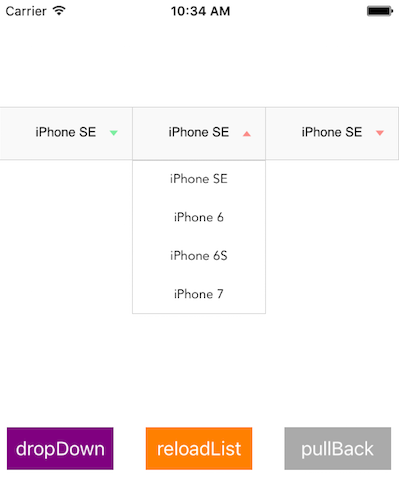 Carrier 10:34 AM
iPhone SE iPhone SE iPhone SE
iPhone SE
iPhone 6
iPhone 6S
iPhone 7
dropDown reloadList pullBack